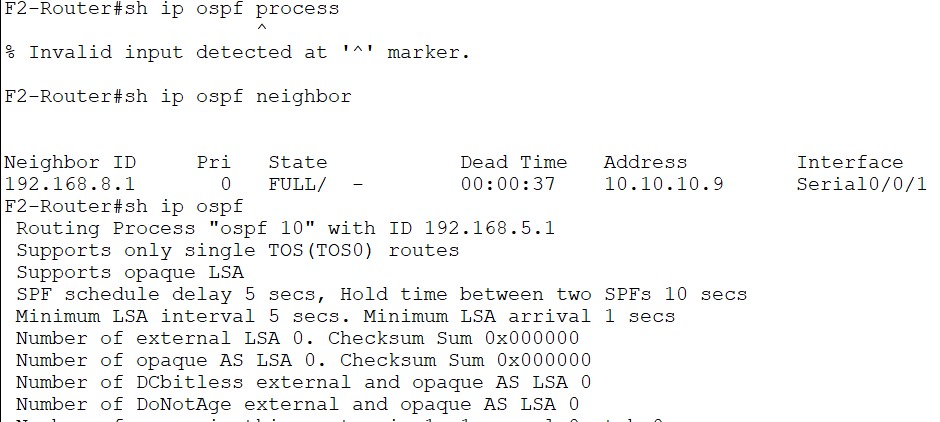 F2-Router#sh ip ospf process
^
% Invalid input detected at '^' marker.
F2-Router#sh ip ospf neighbor
Neighbor ID Pri State Dead Time Address Interface
192.168.8.1 0 FULL/ - 00:00:37 10.10.10.9 Serial0/0/1
F2-Router#sh ip ospf
Routing Process "ospf 10" with ID 192.168.5.1
Supports only single TOS(TOS0) routes
Supports opaque LSA
SPF schedule delay 5 secs, Hold time between two SPFs 10 secs
Minimum LSA interval 5 secs. Minimum LSA arrival 1 secs
Number of external LSA 0. Checksum Sum 0x000000
Number of opaque AS LSA 0. Checksum Sum 0x000000
Number of DCbitless external and opaque AS LSA 0
Number of DoNotAge external and opaque AS LSA 0